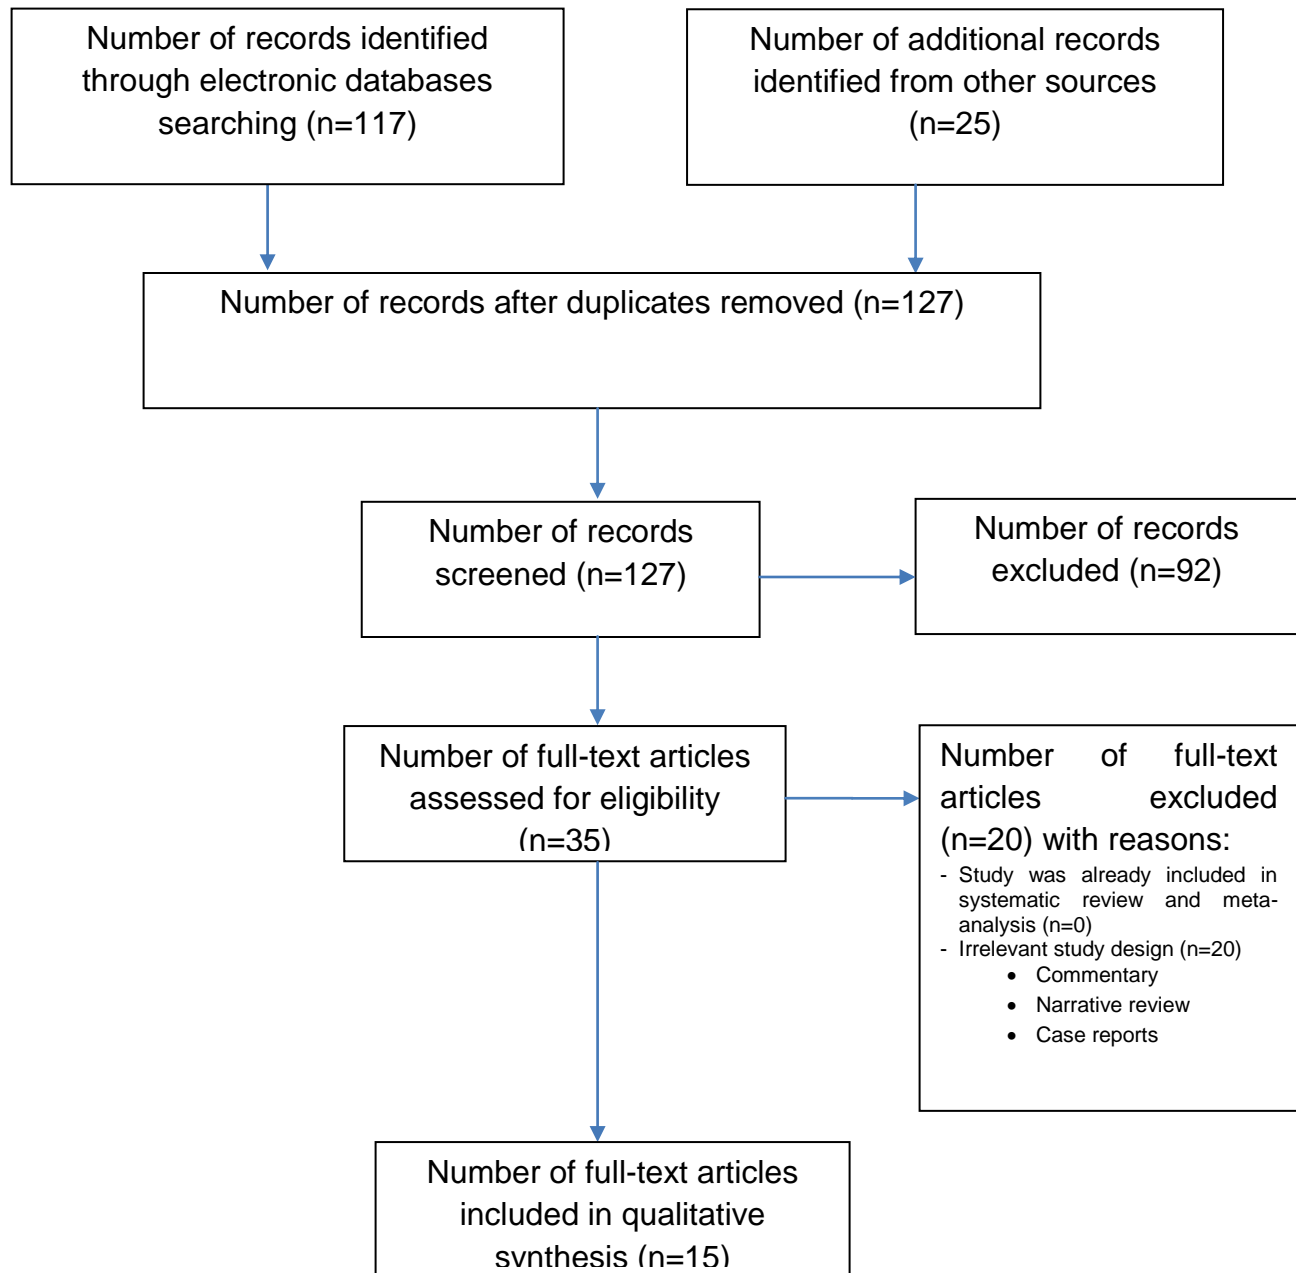 Number of records identified
through electronic databases
searching (n=117)
Number of additional records
identified from other sources
(n=25)
Number of records after duplicates removed (n=127)
Number of records
screened (n=127)
Number of records
excluded (n=92)
Number of full-text articles
assessed for eligibility
(n=35)
Number of full-text
articles excluded
(n=20) with reasons:
- Study was already included in
systematic review and meta-
analysis (n=0)
- Irrelevant study design (n=20)
• Commentary
• Narrative review
• Case reports
Number of full-text articles
included in qualitative
synthesis (n=15)